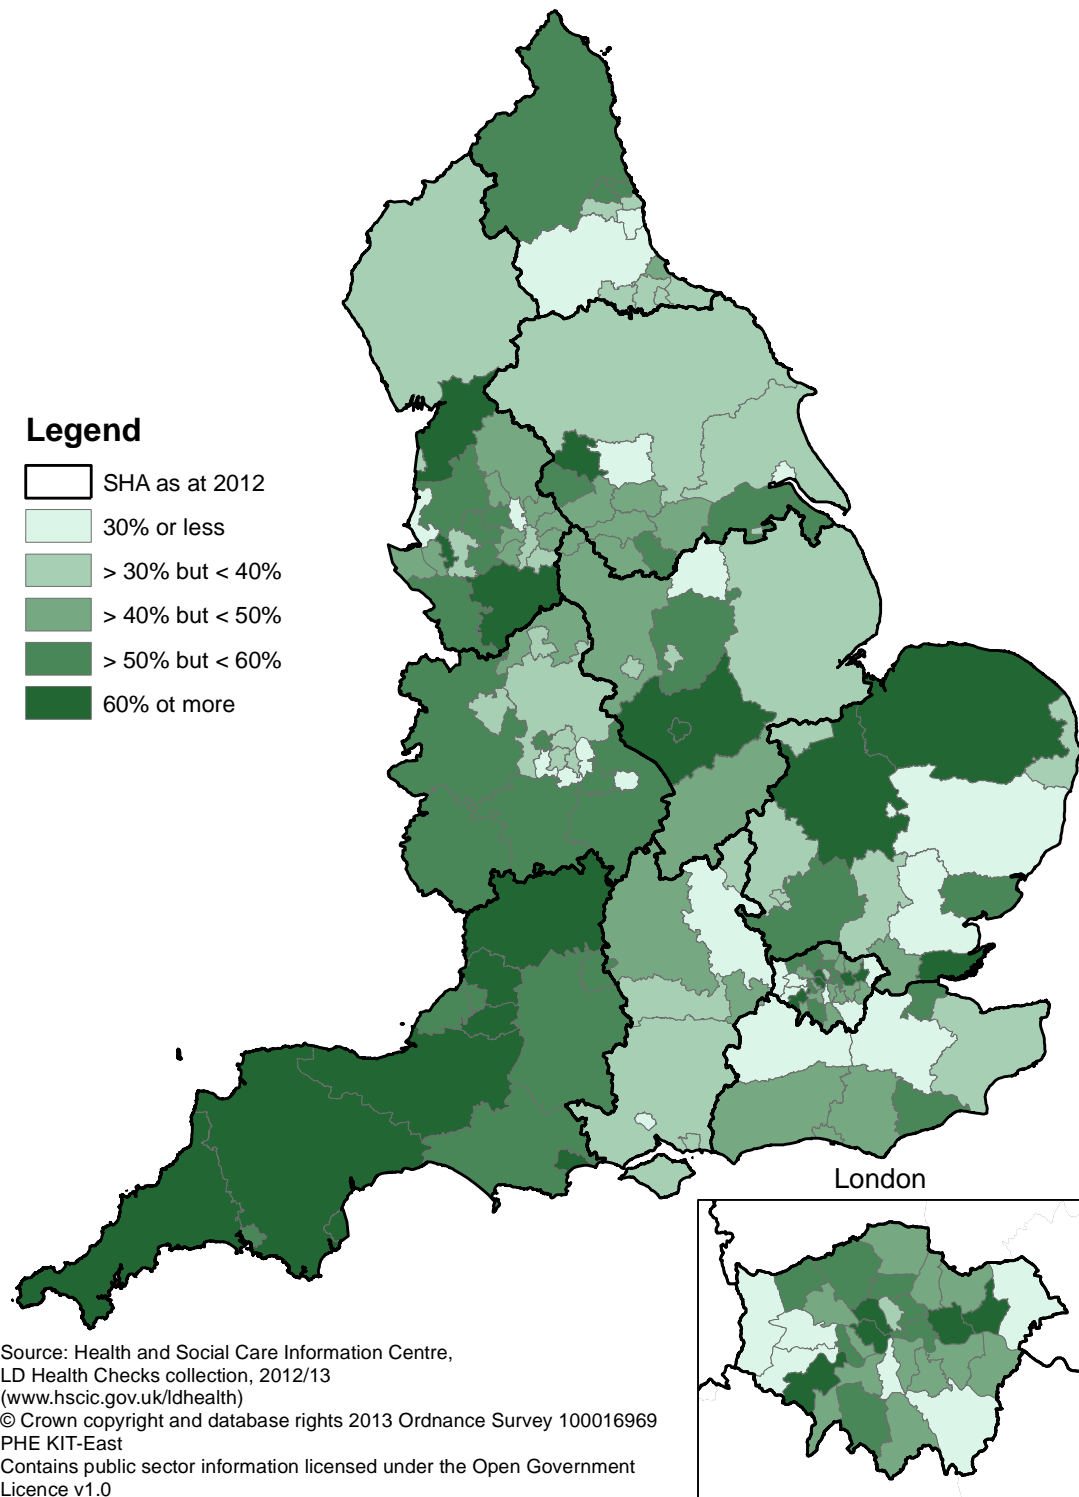 Legend
SHA as at 2012
30% or less
> 30% but < 40%
> 40% but < 50%
> 50% but < 60%
60% ot more
London
Source: Health and Social Care Information Centre,
LD Health Checks collection, 2012/13
(www.hscic.gov.uk/ldhealth)
© Crown copyright and database rights 2013 Ordnance Survey 100016969
PHE KIT-East
Contains public sector information licensed under the Open Government
Licence v1.0